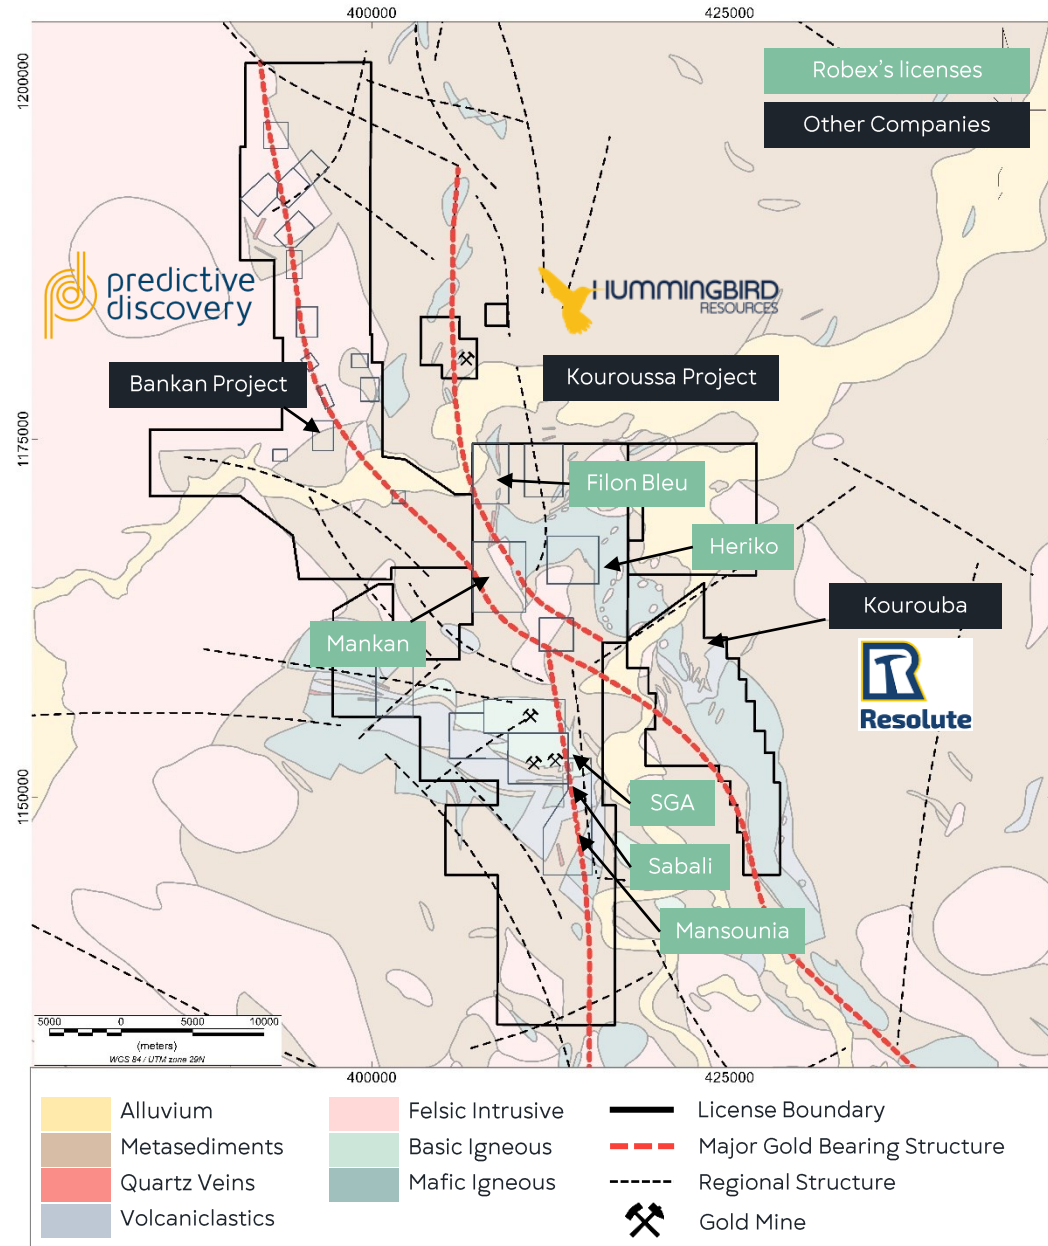 400000
425000
1200000
Robex's licenses
Other Companies
predictive
discovery
HUMMINGBIRD
RESOURCES
Bankan Project
Kouroussa Project
1175000
Filon Bleu
Heriko
Kourouba
Mankan
Resolute
1150000
SGA
Sabali
Mansounia
5000 0 5000 10000
(meters)
WGS 84 / UTM zone 29N
400000
425000
Alluvium
Metasediments
Quartz Veins
Volcaniclastics
Felsic Intrusive
Basic Igneous
Mafic Igneous
License Boundary
Major Gold Bearing Structure
Regional Structure
Gold Mine